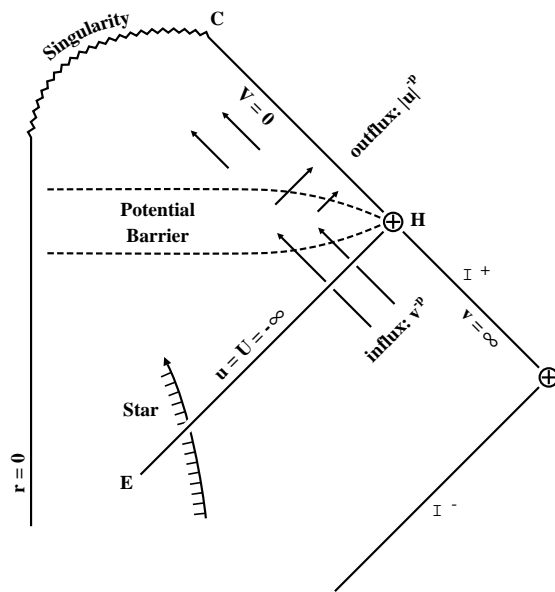 Singularity
C
V = 0
outflux: |u|⁻ᵖ
Potential
Barrier
H
I +
v = ∞
influx: v⁻ᵖ
u = U = -∞
Star
r = 0
E
I -